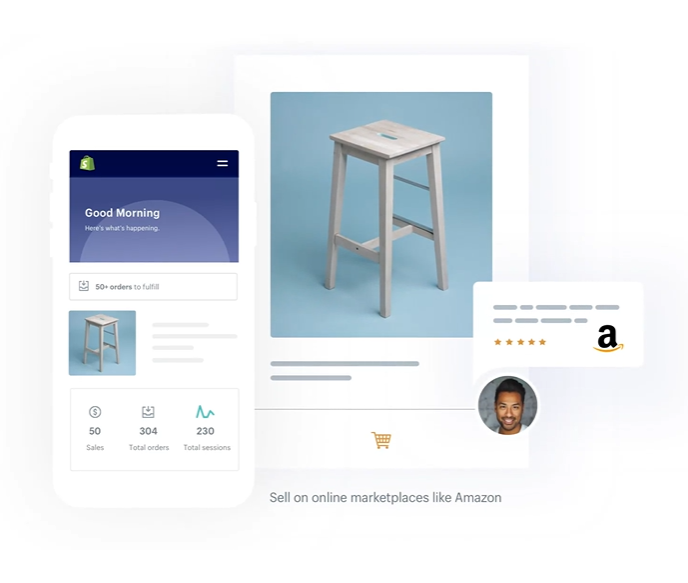 Good Morning
Here's what's happening.
50+ orders to fulfill
50
304
230
Sales
Total orders
Total sessions
a
Sell on online marketplaces like Amazon